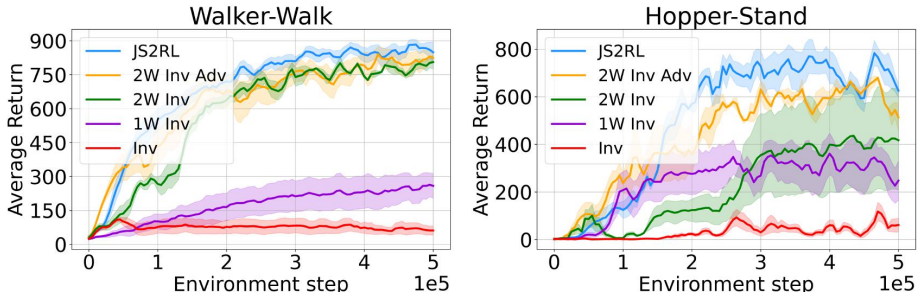 Walker-Walk
Average Return
900
750
600
450
300
150
0
JS2RL
2W Inv Adv
2W Inv
1W Inv
Inv
0 1 2 3 4 5
Environment step 1e5
Hopper-Stand
Average Return
800
600
400
200
0
JS2RL
2W Inv Adv
2W Inv
1W Inv
Inv
0 1 2 3 4 5
Environment step 1e5